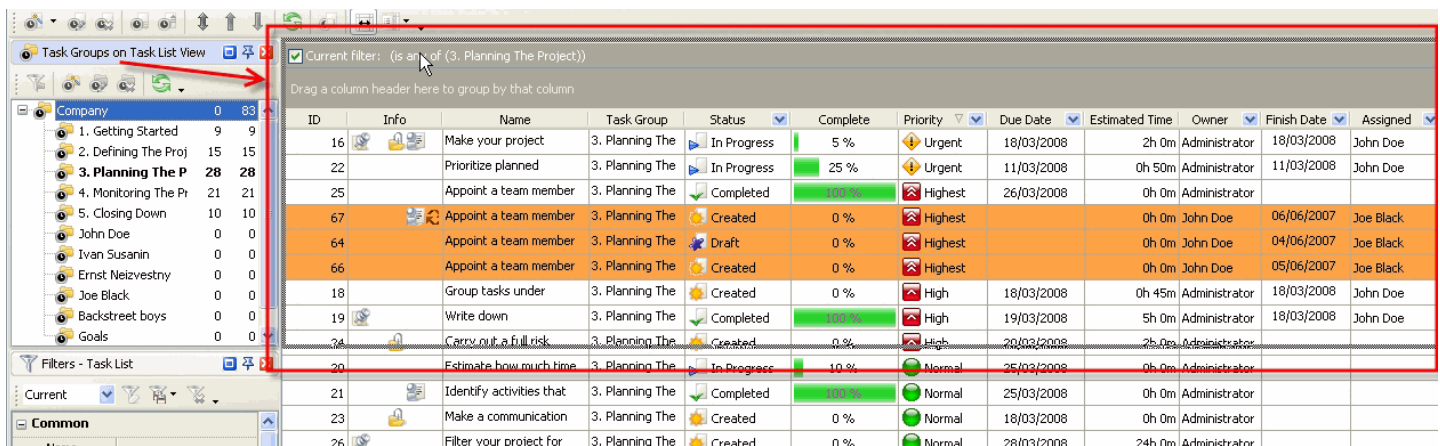 Task Groups on Task List View
Company 0 83
1. Getting Started 9 9
2. Defining The Proj 15 15
3. Planning The P 28 28
4. Monitoring The Pr 21 21
5. Closing Down 10 10
John Doe 0 0
Ivan Susanin 0 0
Ernst Neizvestny 0 0
Joe Black 0 0
Backstreet boys 0 0
Goals 0 0
Filters - Task List
Current
Common
Name
Current filter: (is any of (3. Planning The Project))
Drag a column header here to group by that column
ID Info Name Task Group Status Complete Priority Due Date Estimated Time Owner Finish Date Assigned
16 Make your project 3. Planning The In Progress 5 % Urgent 18/03/2008 2h 0m Administrator 18/03/2008 John Doe
22 Prioritize planned 3. Planning The In Progress 25 % Urgent 11/03/2008 0h 50m Administrator 11/03/2008 John Doe
25 Appoint a team member 3. Planning The Completed 100 % Highest 26/03/2008 0h 0m Administrator
67 Appoint a team member 3. Planning The Created 0 % Highest 0h 0m John Doe 06/06/2007 Joe Black
64 Appoint a team member 3. Planning The Draft 0 % Highest 0h 0m John Doe 04/06/2007 Joe Black
66 Appoint a team member 3. Planning The Created 0 % Highest 0h 0m John Doe 05/06/2007 Joe Black
18 Group tasks under 3. Planning The Created 0 % High 18/03/2008 0h 45m Administrator 18/03/2008 John Doe
19 Write down 3. Planning The Completed 100 % High 19/03/2008 5h 0m Administrator 18/03/2008 John Doe
24 Carry out a full risk 3. Planning The Created 0 % High 20/03/2008 2h 0m Administrator
20 Estimate how much time 3. Planning The In Progress 10 % Normal 25/03/2008 0h 0m Administrator
21 Identify activities that 3. Planning The Completed 100 % Normal 25/03/2008 0h 0m Administrator
23 Make a communication 3. Planning The Created 0 % Normal 18/03/2008 0h 0m Administrator
26 Filter your project for 3. Planning The Created 0 % Normal 28/03/2008 24h 0m Administrator